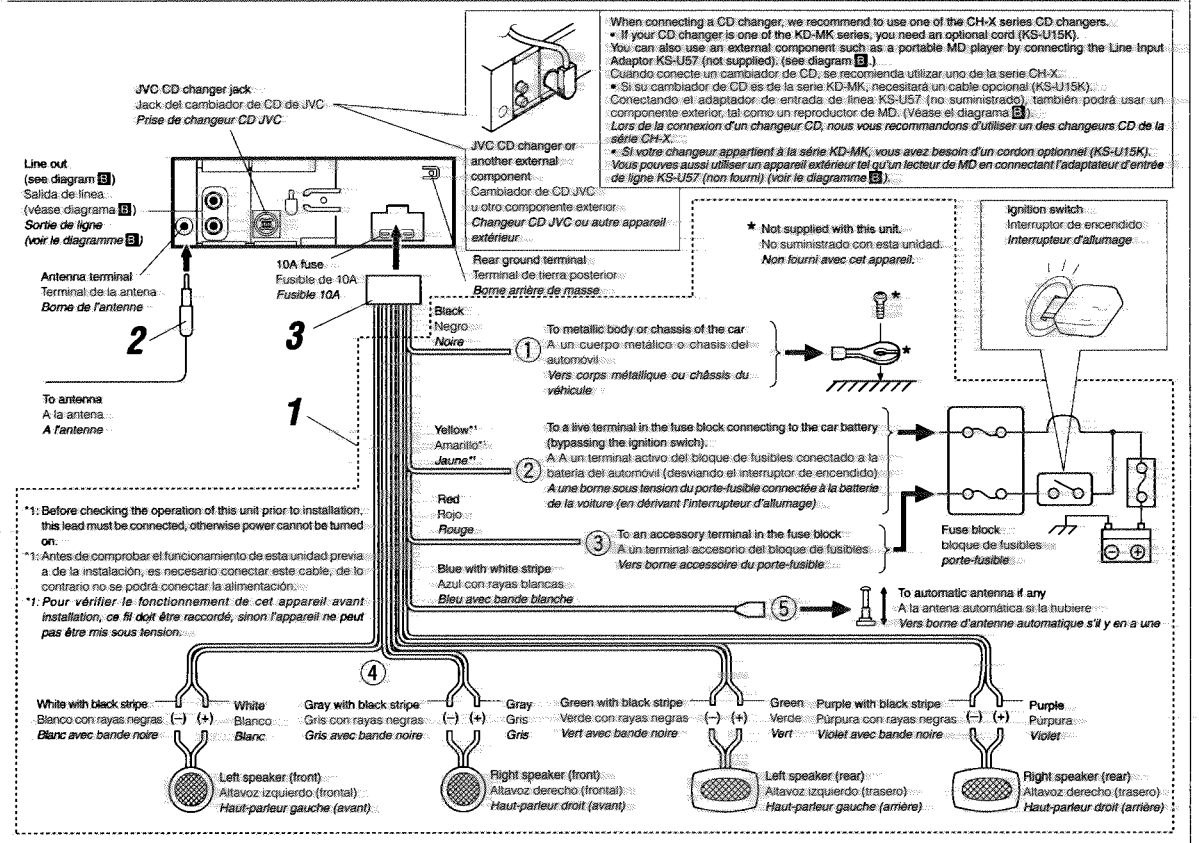 When connecting a CD changer, we recommend to use one of the CH-X series CD changers.
• If your CD changer is one of the KD-MK series, you need an optional cord (KS-U15K).
You can also use an external component such as a portable MD player by connecting the Line Input
Adaptor KS-U57 (not supplied). (see diagram B.)
Cuando conecte un cambiador de CD, se recomienda utilizar uno de la serie CH-X.
• Si su cambiador de CD es de la serie KD-MK, necesitará un cable opcional (KS-U15K).
Conectando el adaptador de entrada de línea KS-U57 (no suministrado), también podrá usar un
componente exterior, tal como un reproductor de MD. (Véase el diagrama B).
Lors de la connexion d'un changeur CD, nous vous recommandons d'utiliser un des changeurs CD de la
série CH-X.
• Si votre changeur appartient à la série KD-MK, vous avez besoin d'un cordon optionnel (KS-U15K).
Vous pouves aussi utiliser un appareil extérieur tel qu'un lecteur de MD en connectant l'adaptateur d'entrée
de ligne KS-U57 (non fourni) (voir le diagramme B).
JVC CD changer jack
Jack del cambiador de CD de JVC
Prise de changeur CD JVC
JVC CD changer or
another external
component
Cambiador de CD JVC
u otro componente exterior
Changeur CD JVC ou autre appareil
extérieur
Line out
(see diagram B)
Salida de línea
(véase diagrama B)
Sortie de ligne
(voir le diagramme B)
Antenna terminal
Terminal de la antena
Borne de l'antenne
10A fuse
Fusible de 10A
Fusible 10A
Rear ground terminal
Terminal de tierra posterior
Borne arrière de masse
★ Not supplied with this unit.
No suministrado con esta unidad.
Non fourni avec cet appareil.
Ignition switch
Interruptor de encendido
Interrupteur d'allumage
2
3
1
To antenna
A la antena
A l'antenne
Black
Negro
Noire
①
To metallic body or chassis of the car
A un cuerpo metálico o chasis del
automóvil
Vers corps métallique ou châssis du
véhicule
★
★
Yellow*1
Amarillo*1
Jaune*1
②
To a live terminal in the fuse block connecting to the car battery
(bypassing the ignition swich).
A A un terminal activo del bloque de fusibles conectado a la
batería del automóvil (desviando el interruptor de encendido)
A une borne sous tension du porte-fusible connectée à la batterie
de la voiture (en dérivant l'interrupteur d'allumage)
Red
Rojo
Rouge
③
To an accessory terminal in the fuse block
A un terminal accesorio del bloque de fusibles
Vers borne accessoire du porte-fusible
Fuse block
bloque de fusibles
porte-fusible
Blue with white stripe
Azul con rayas blancas
Bleu avec bande blanche
⑤
To automatic antenna if any
A la antena automática si la hubiere
Vers borne d'antenne automatique s'il y en a une
*1: Before checking the operation of this unit prior to installation,
this lead must be connected, otherwise power cannot be turned
on.
*1: Antes de comprobar el funcionamiento de esta unidad previa
a de la instalación, es necesario conectar este cable, de lo
contrario no se podrá conectar la alimentación.
*1: Pour vérifier le fonctionnement de cet appareil avant
installation, ce fil doit être raccordé, sinon l'appareil ne peut
pas être mis sous tension.
④
White with black stripe
Blanco con rayas negras
Blanc avec bande noire
(–) (+)
White
Blanco
Blanc
Gray with black stripe
Gris con rayas negras
Gris avec bande noire
(–) (+)
Gray
Gris
Gris
Green with black stripe
Verde con rayas negras
Vert avec bande noire
(–) (+)
Green
Verde
Vert
Purple with black stripe
Púrpura con rayas negras
Violet avec bande noire
(–) (+)
Purple
Púrpura
Violet
Left speaker (front)
Altavoz izquierdo (frontal)
Haut-parleur gauche (avant)
Right speaker (front)
Altavoz derecho (frontal)
Haut-parleur droit (avant)
Left speaker (rear)
Altavoz izquierdo (trasero)
Haut-parleur gauche (arrière)
Right speaker (rear)
Altavoz derecho (trasero)
Haut-parleur droit (arrière)